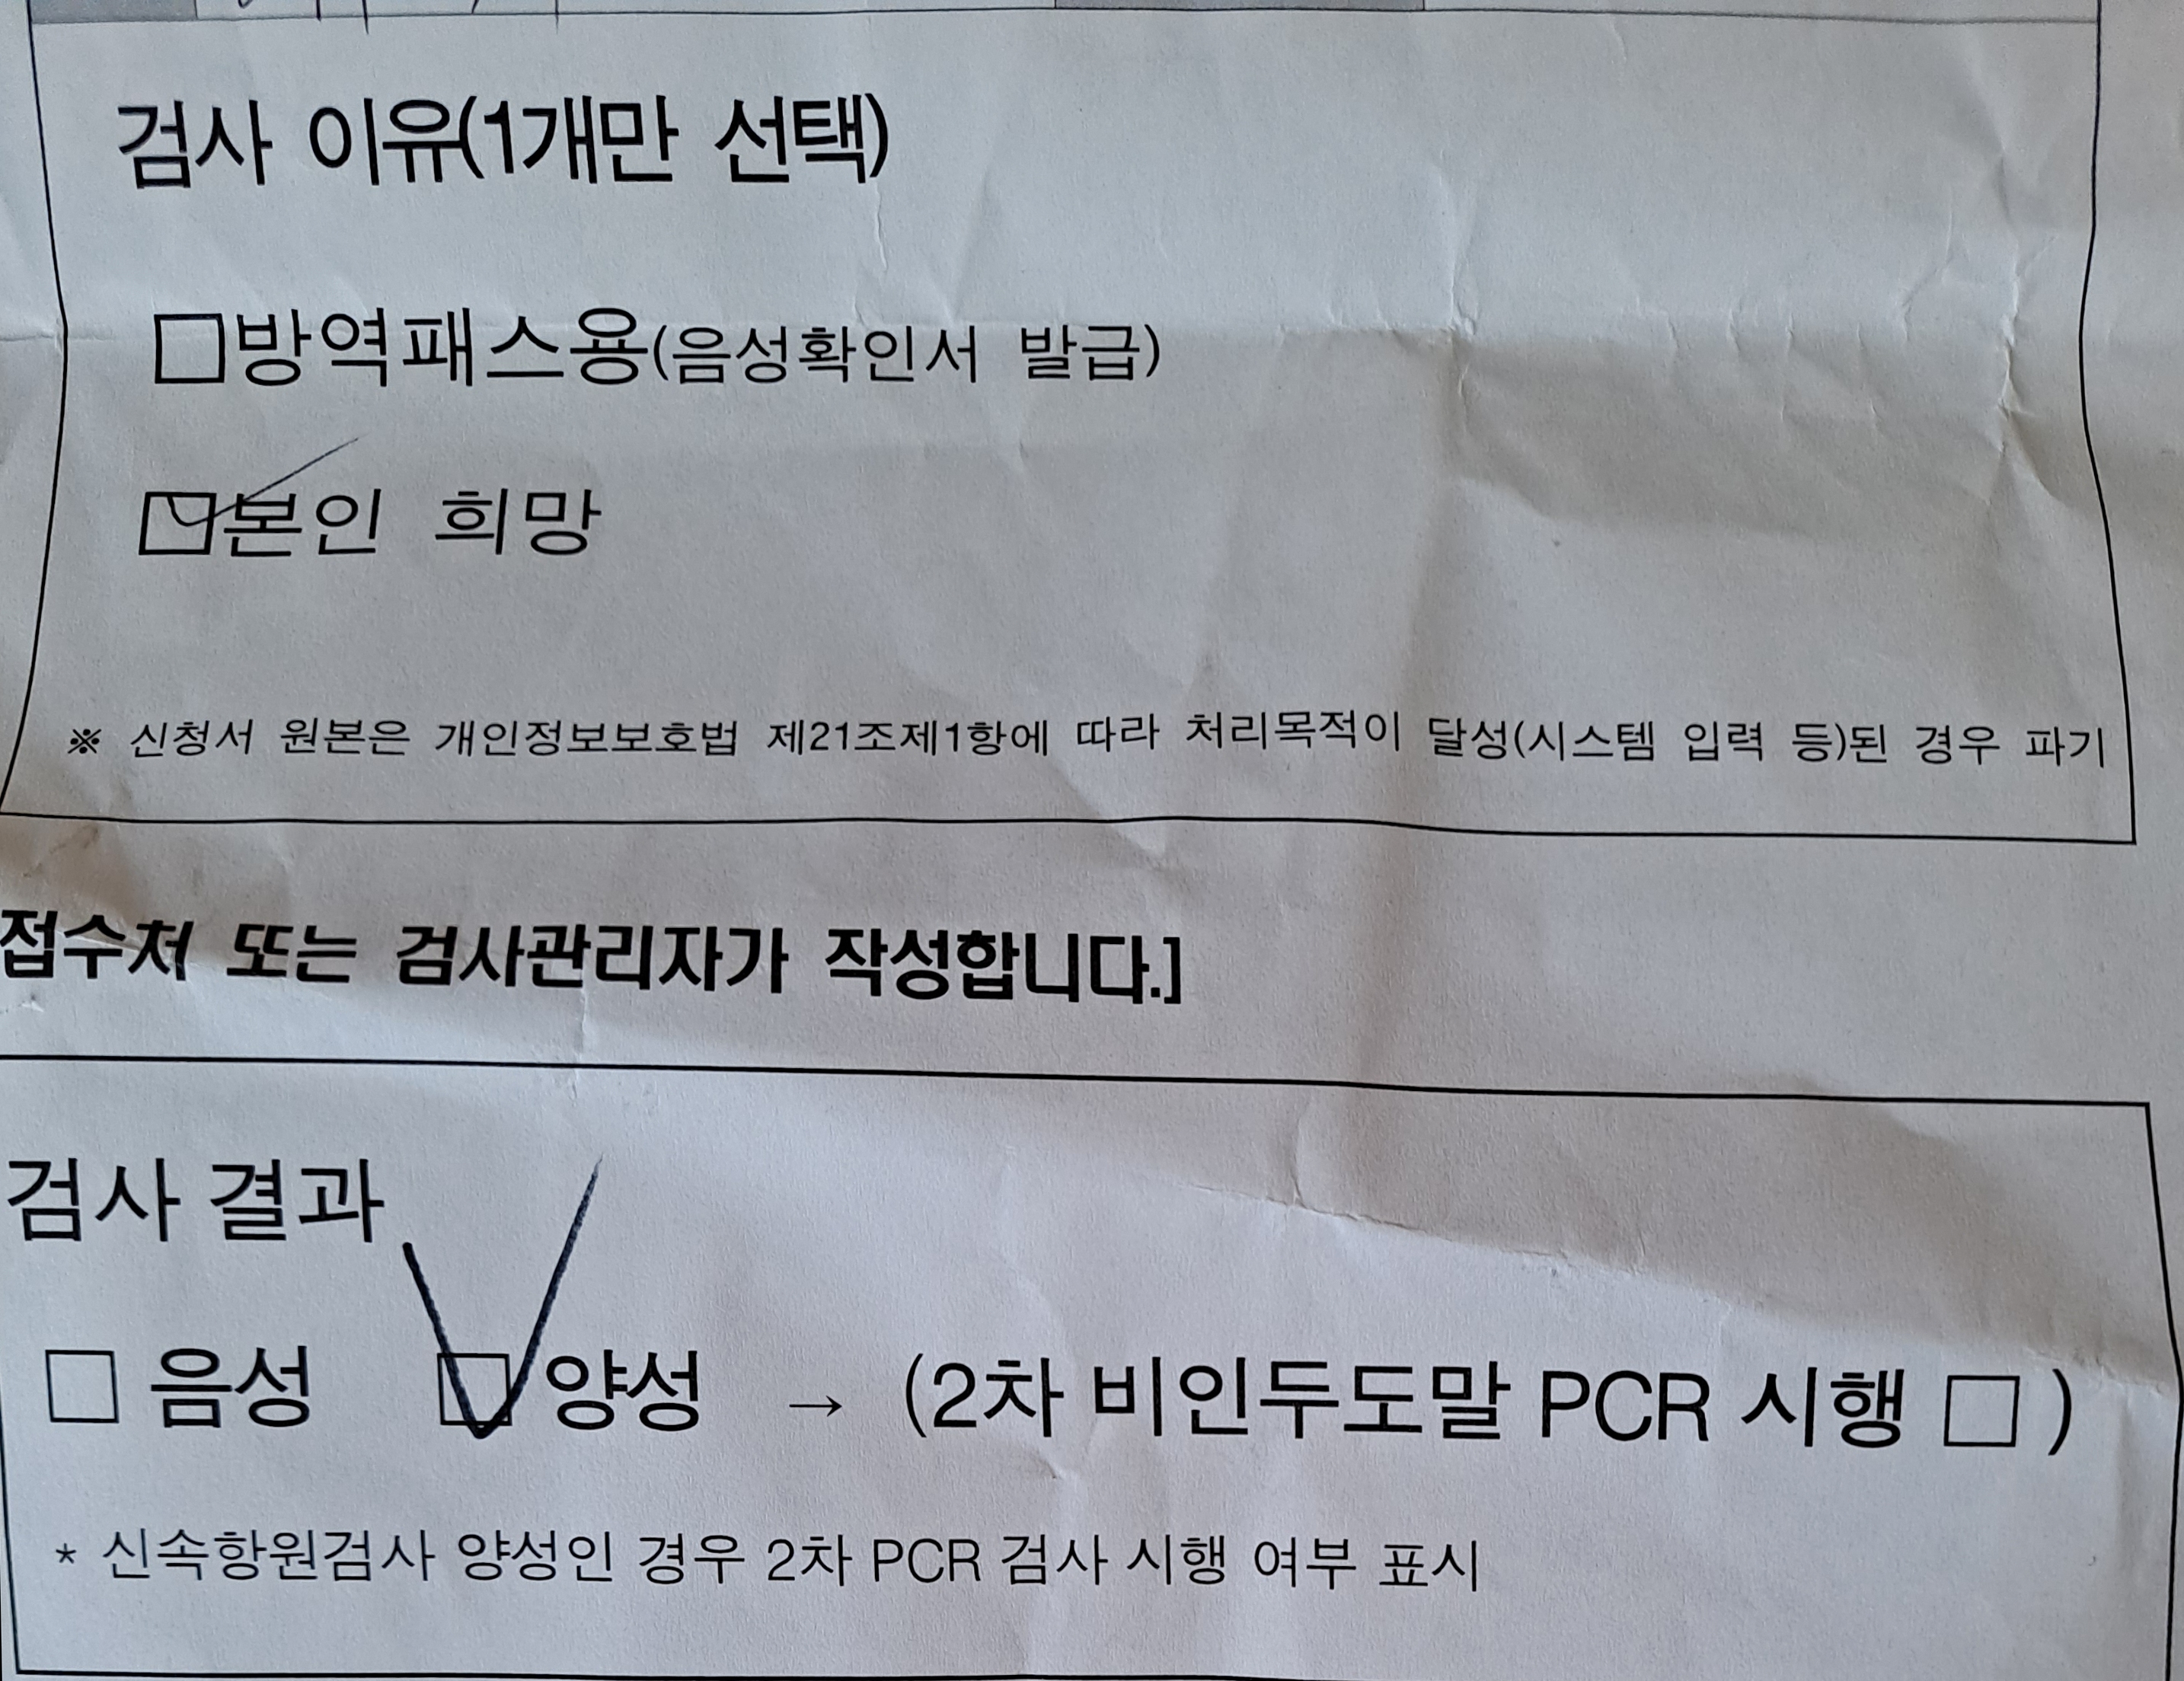 검사 이유(1개만 선택)
□방역패스용(음성확인서 발급)
☑본인 희망
※ 신청서 원본은 개인정보보호법 제21조제1항에 따라 처리목적이 달성(시스템 입력 등)된 경우 파기
접수처 또는 검사관리자가 작성합니다.]
검사 결과
□ 음성 ☑ 양성 → (2차 비인두도말 PCR 시행 □ )
* 신속항원검사 양성인 경우 2차 PCR 검사 시행 여부 표시